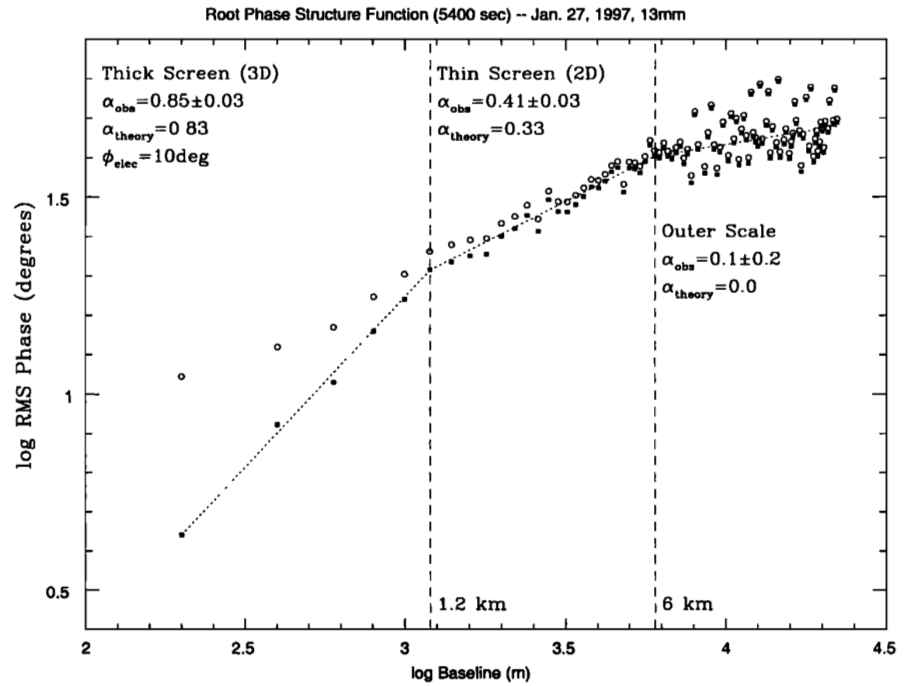 Root Phase Structure Function (5400 sec) -- Jan. 27, 1997, 13mm
Thick Screen (3D)
α_obs=0.85±0.03
α_theory=0 83
ϕ_elec=10deg
Thin Screen (2D)
α_obs=0.41±0.03
α_theory=0.33
Outer Scale
α_obs=0.1±0.2
α_theory=0.0
1.2 km
6 km
log RMS Phase (degrees)
1.5
1
0.5
2
2.5
3
3.5
4
4.5
log Baseline (m)